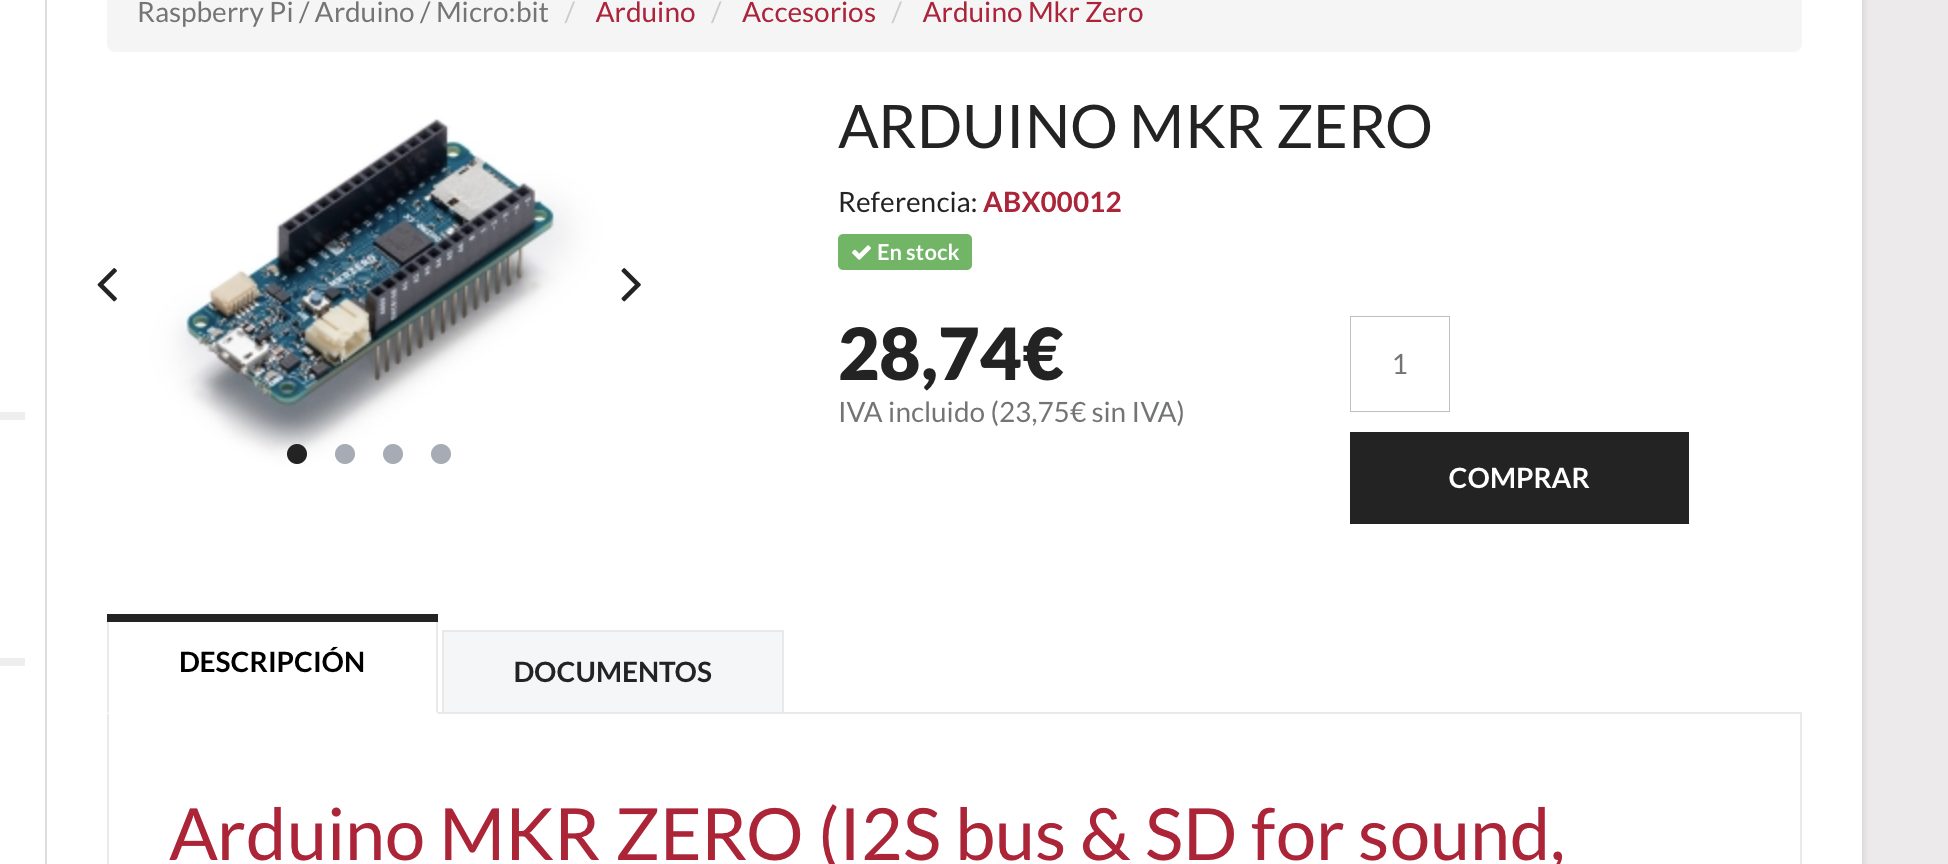 Raspberry Pi / Arduino / Micro:bit / Arduino / Accesorios / Arduino Mkr Zero
ARDUINO MKR ZERO
Referencia: ABX00012
En stock
28,74€
1
IVA incluido (23,75€ sin IVA)
COMPRAR
DESCRIPCIÓN
DOCUMENTOS
Arduino MKR ZERO (I2S bus & SD for sound,